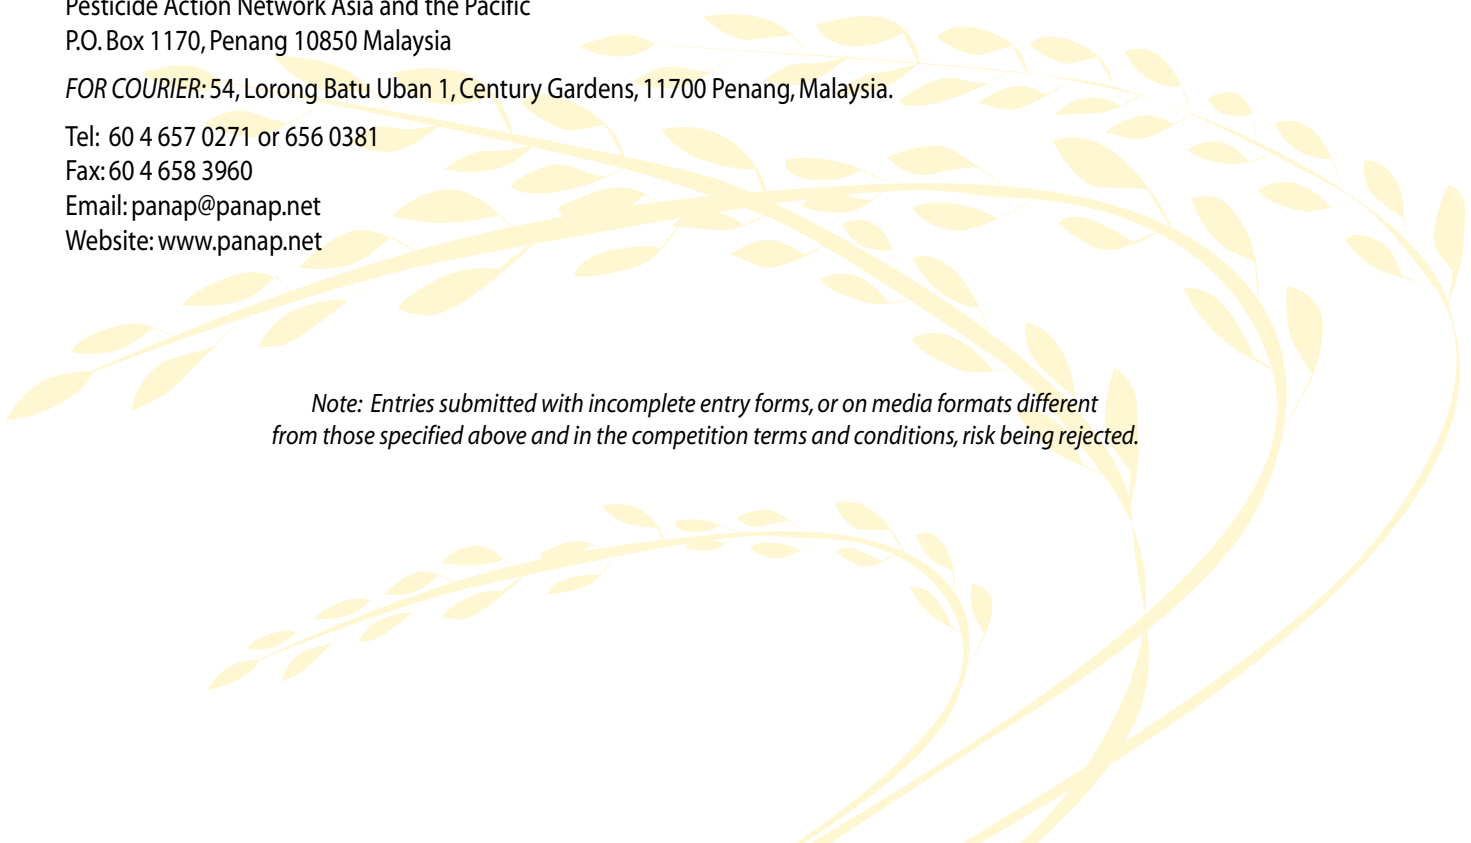 Pesticide Action Network Asia and the Pacific
P.O. Box 1170, Penang 10850 Malaysia
FOR COURIER: 54, Lorong Batu Uban 1, Century Gardens, 11700 Penang, Malaysia.
Tel: 60 4 657 0271 or 656 0381
Fax: 60 4 658 3960
Email: panap@panap.net
Website: www.panap.net
Note: Entries submitted with incomplete entry forms, or on media formats different
from those specified above and in the competition terms and conditions, risk being rejected.